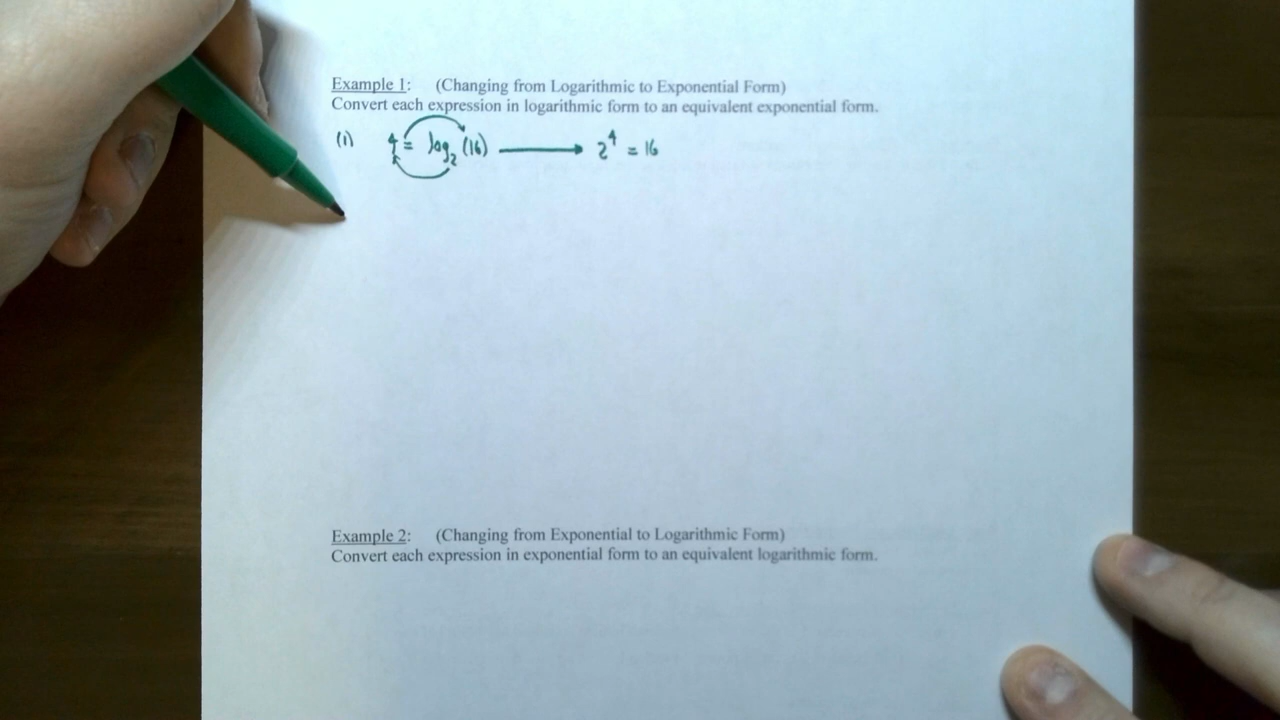 Example 1: (Changing from Logarithmic to Exponential Form)
Convert each expression in logarithmic form to an equivalent exponential form.
(1) 4 = log₂(16) ⟶ 2⁴ = 16
Example 2: (Changing from Exponential to Logarithmic Form)
Convert each expression in exponential form to an equivalent logarithmic form.